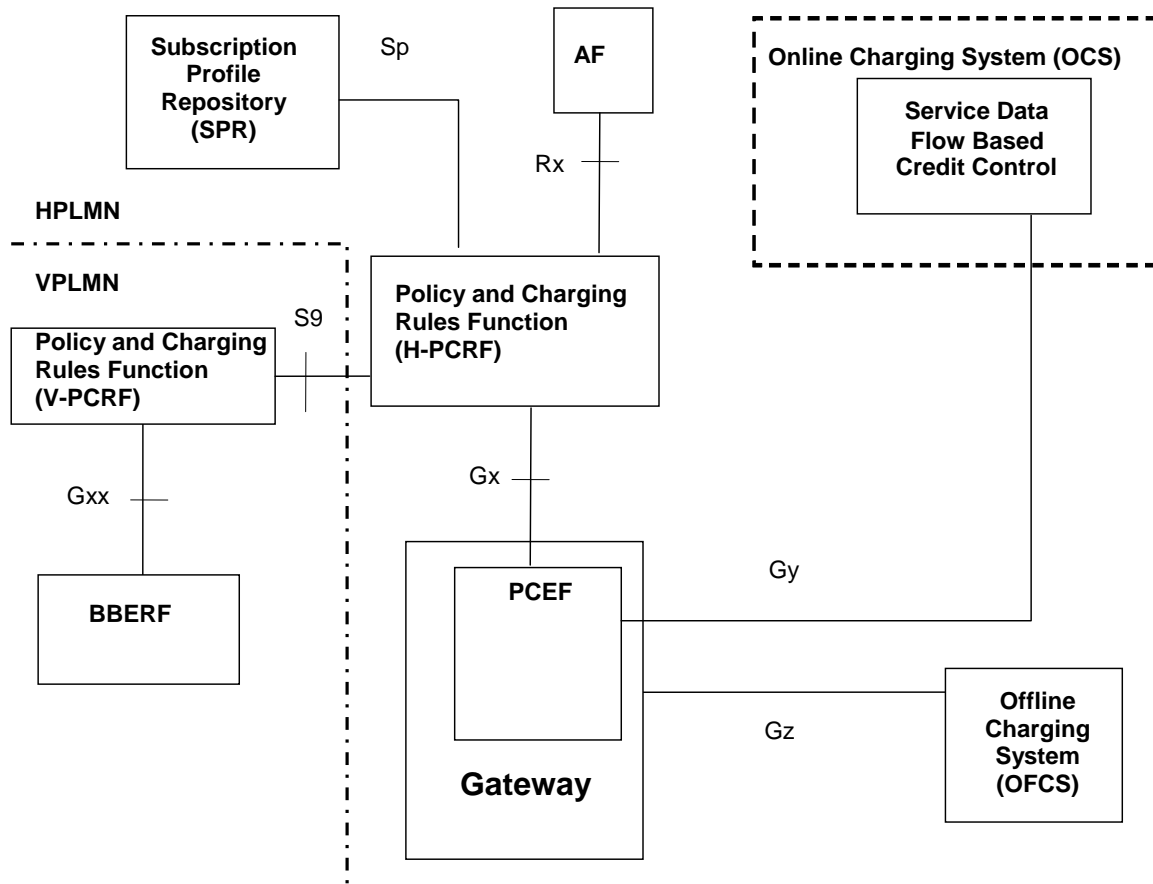 Subscription
Profile
Repository
(SPR)
Sp
AF
Online Charging System (OCS)
Service Data
Flow Based
Credit Control
Rx
HPLMN
VPLMN
Policy and Charging
Rules Function
(H-PCRF)
S9
Policy and Charging
Rules Function
(V-PCRF)
Gx
Gxx
BBERF
PCEF
Gy
Gz
Offline
Charging
System
(OFCS)
Gateway